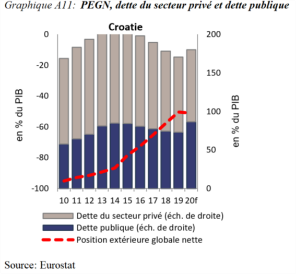 Graphique A11: PEGN, dette du secteur privé et dette publique
Croatie
en % du PIB
0
-20
-40
-60
-80
-100
200
150
100
50
0
en % du PIB
10 11 12 13 14 15 16 17 18 19 20f
Dette du secteur privé (éch. de droite)
Dette publique (éch. de droite)
Position extérieure globale nette
Source: Eurostat